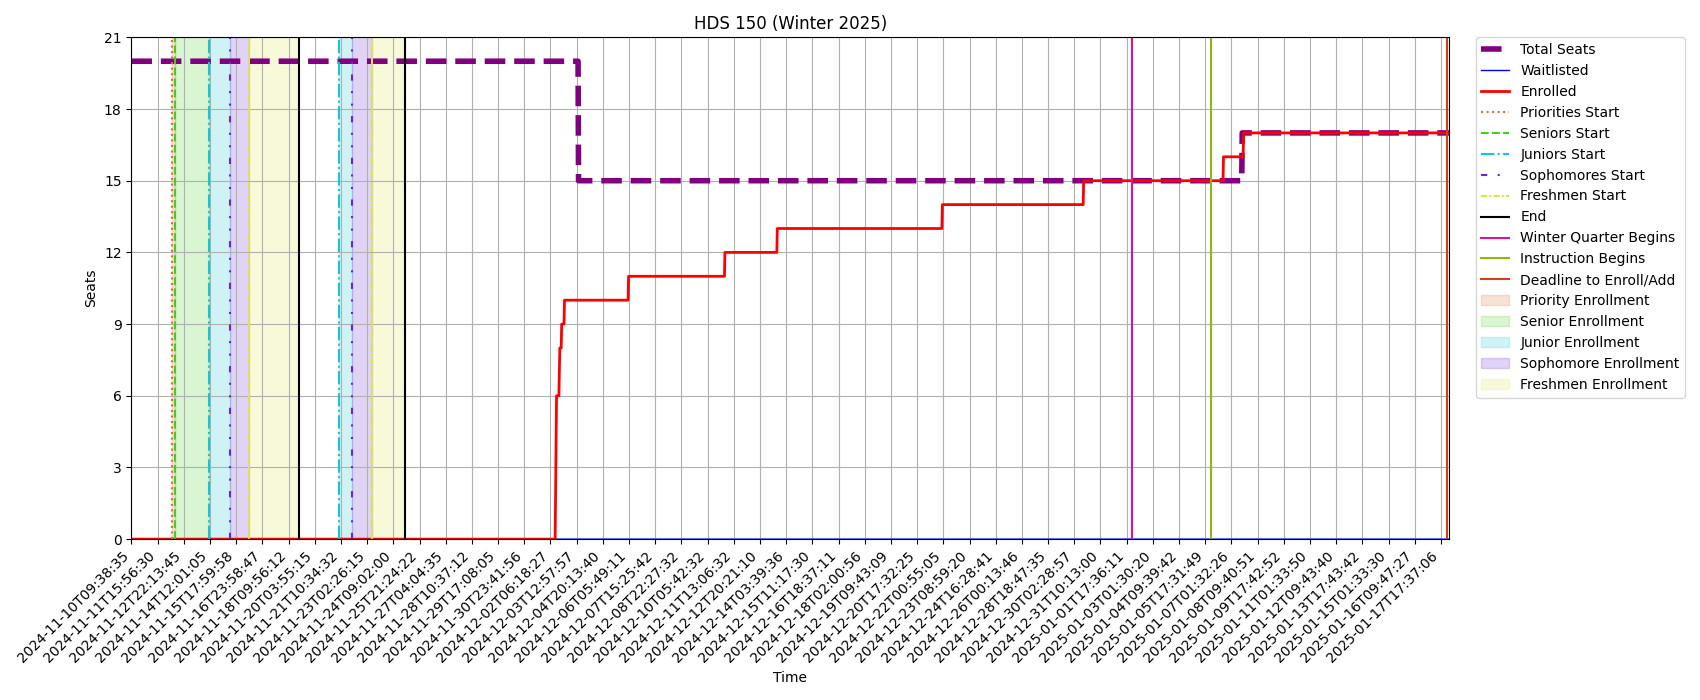 HDS 150 (Winter 2025)
21
18
15
12
9
6
3
0
Seats
2024-11-10T09:38:35
2024-11-11T15:56:30
2024-11-12T22:13:45
2024-11-14T12:01:05
2024-11-15T17:59:58
2024-11-16T23:58:47
2024-11-18T09:56:12
2024-11-20T03:55:15
2024-11-21T10:34:32
2024-11-23T02:26:15
2024-11-24T09:02:00
2024-11-25T21:24:22
2024-11-27T04:04:35
2024-11-28T10:37:12
2024-11-29T17:08:05
2024-11-30T23:41:56
2024-12-02T06:18:27
2024-12-03T12:57:57
2024-12-04T20:13:40
2024-12-06T05:49:11
2024-12-07T15:25:42
2024-12-08T22:27:32
2024-12-10T05:42:32
2024-12-11T13:06:32
2024-12-12T20:21:10
2024-12-14T03:39:36
2024-12-15T11:17:30
2024-12-16T18:37:11
2024-12-18T02:00:56
2024-12-19T09:43:09
2024-12-20T17:32:25
2024-12-22T00:55:05
2024-12-23T08:59:20
2024-12-24T16:28:41
2024-12-26T00:13:46
2024-12-28T18:47:35
2024-12-30T02:28:57
2024-12-31T10:13:00
2025-01-01T17:36:11
2025-01-03T01:30:20
2025-01-04T09:39:42
2025-01-05T17:31:49
2025-01-07T01:32:26
2025-01-08T09:40:51
2025-01-09T17:42:52
2025-01-11T01:33:50
2025-01-12T09:43:40
2025-01-13T17:43:42
2025-01-15T01:33:30
2025-01-16T09:47:27
2025-01-17T17:37:06
Time
Total Seats
Waitlisted
Enrolled
Priorities Start
Seniors Start
Juniors Start
Sophomores Start
Freshmen Start
End
Winter Quarter Begins
Instruction Begins
Deadline to Enroll/Add
Priority Enrollment
Senior Enrollment
Junior Enrollment
Sophomore Enrollment
Freshmen Enrollment